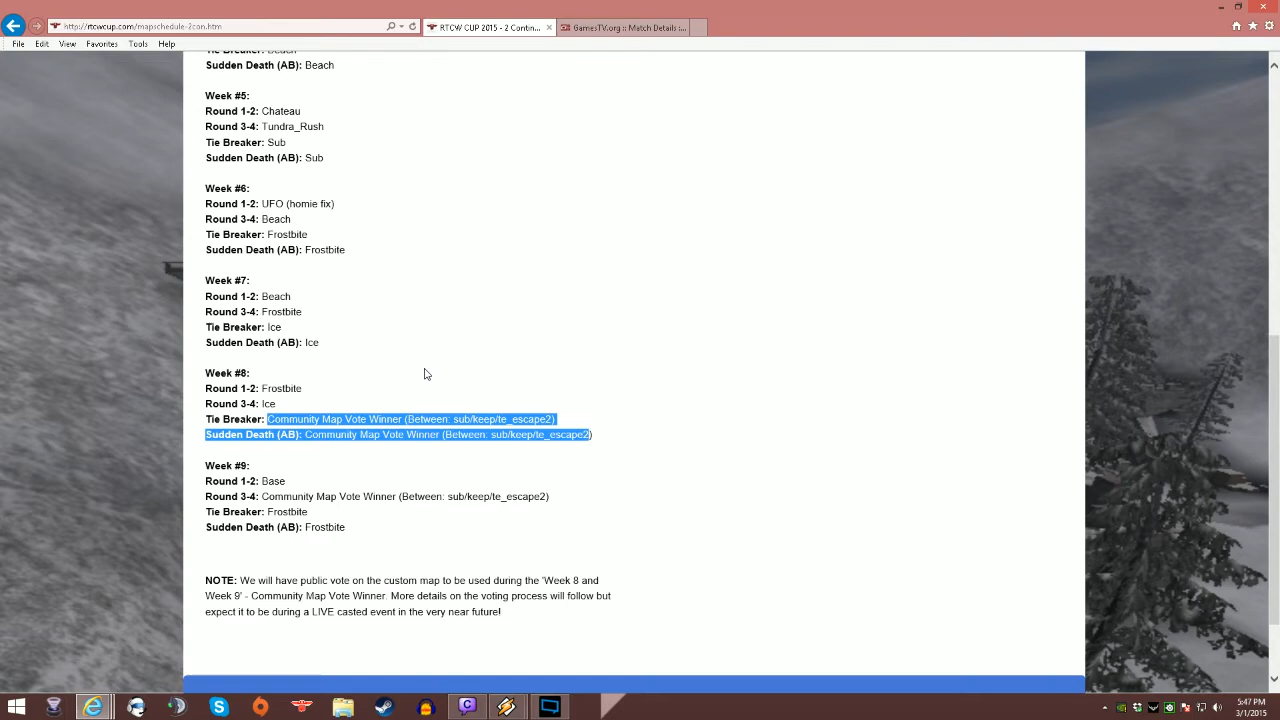 http://rtcwcup.com/mapschedule-2con.htm
RTCW CUP 2015 - 2 Contin...
GamesTV.org :: Match Details ::...
File Edit View Favorites Tools Help
Tie Breaker: Beach
Sudden Death (AB): Beach
Week #5:
Round 1-2: Chateau
Round 3-4: Tundra_Rush
Tie Breaker: Sub
Sudden Death (AB): Sub
Week #6:
Round 1-2: UFO (homie fix)
Round 3-4: Beach
Tie Breaker: Frostbite
Sudden Death (AB): Frostbite
Week #7:
Round 1-2: Beach
Round 3-4: Frostbite
Tie Breaker: Ice
Sudden Death (AB): Ice
Week #8:
Round 1-2: Frostbite
Round 3-4: Ice
Tie Breaker: Community Map Vote Winner (Between: sub/keep/te_escape2)
Sudden Death (AB): Community Map Vote Winner (Between: sub/keep/te_escape2)
Week #9:
Round 1-2: Base
Round 3-4: Community Map Vote Winner (Between: sub/keep/te_escape2)
Tie Breaker: Frostbite
Sudden Death (AB): Frostbite
NOTE: We will have public vote on the custom map to be used during the 'Week 8 and
Week 9' - Community Map Vote Winner. More details on the voting process will follow but
expect it to be during a LIVE casted event in the very near future!
5:47 PM
3/1/2015